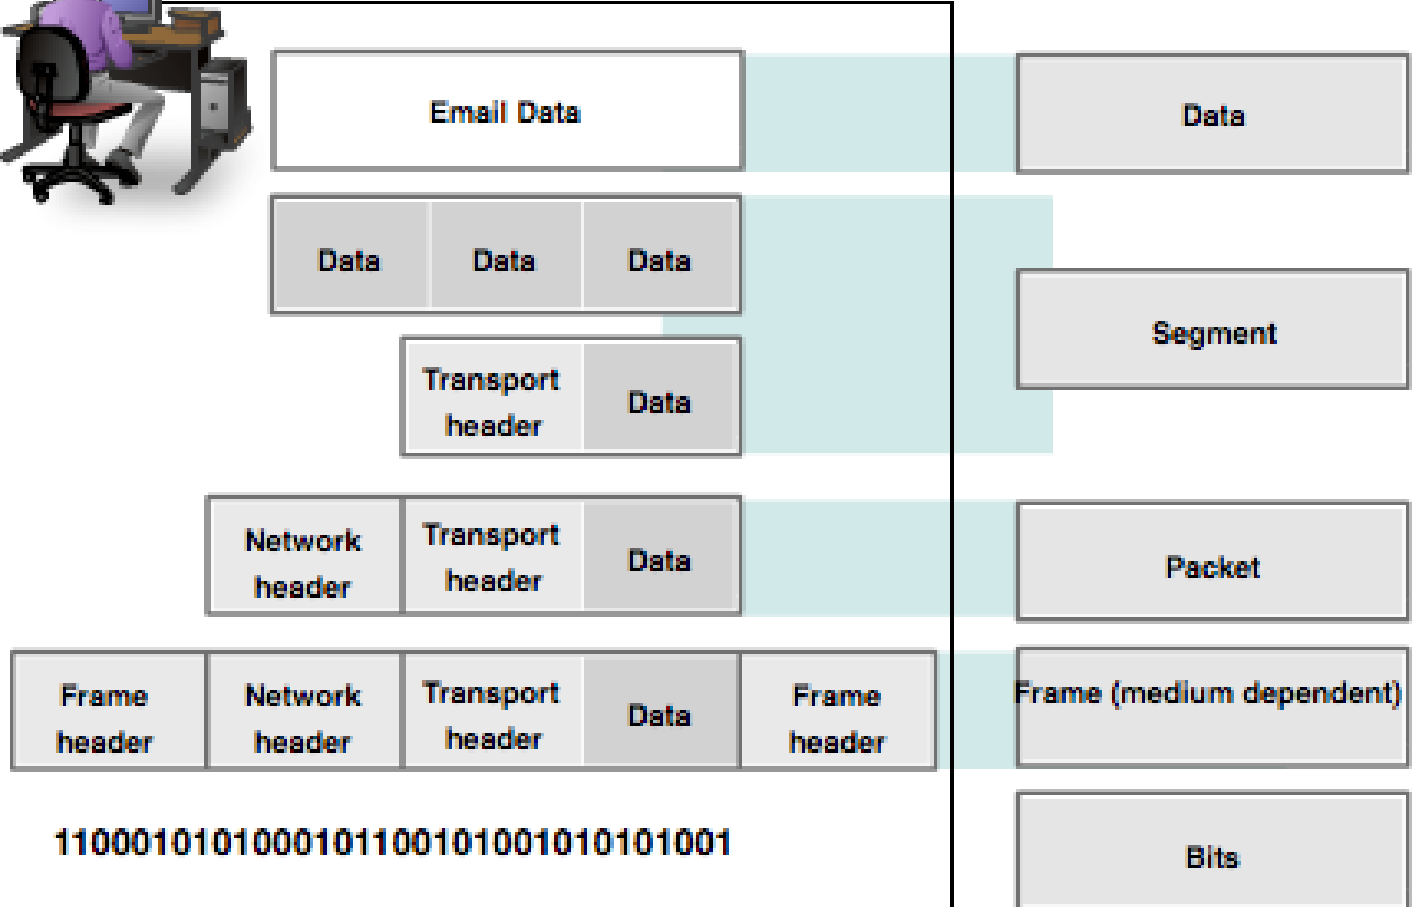 Email Data
Data
Data Data Data
Segment
Transport
header
Data
Network
header
Transport
header
Data
Packet
Frame
header
Network
header
Transport
header
Data
Frame
header
Frame (medium dependent)
1100010101000101100101001010101001
Bits